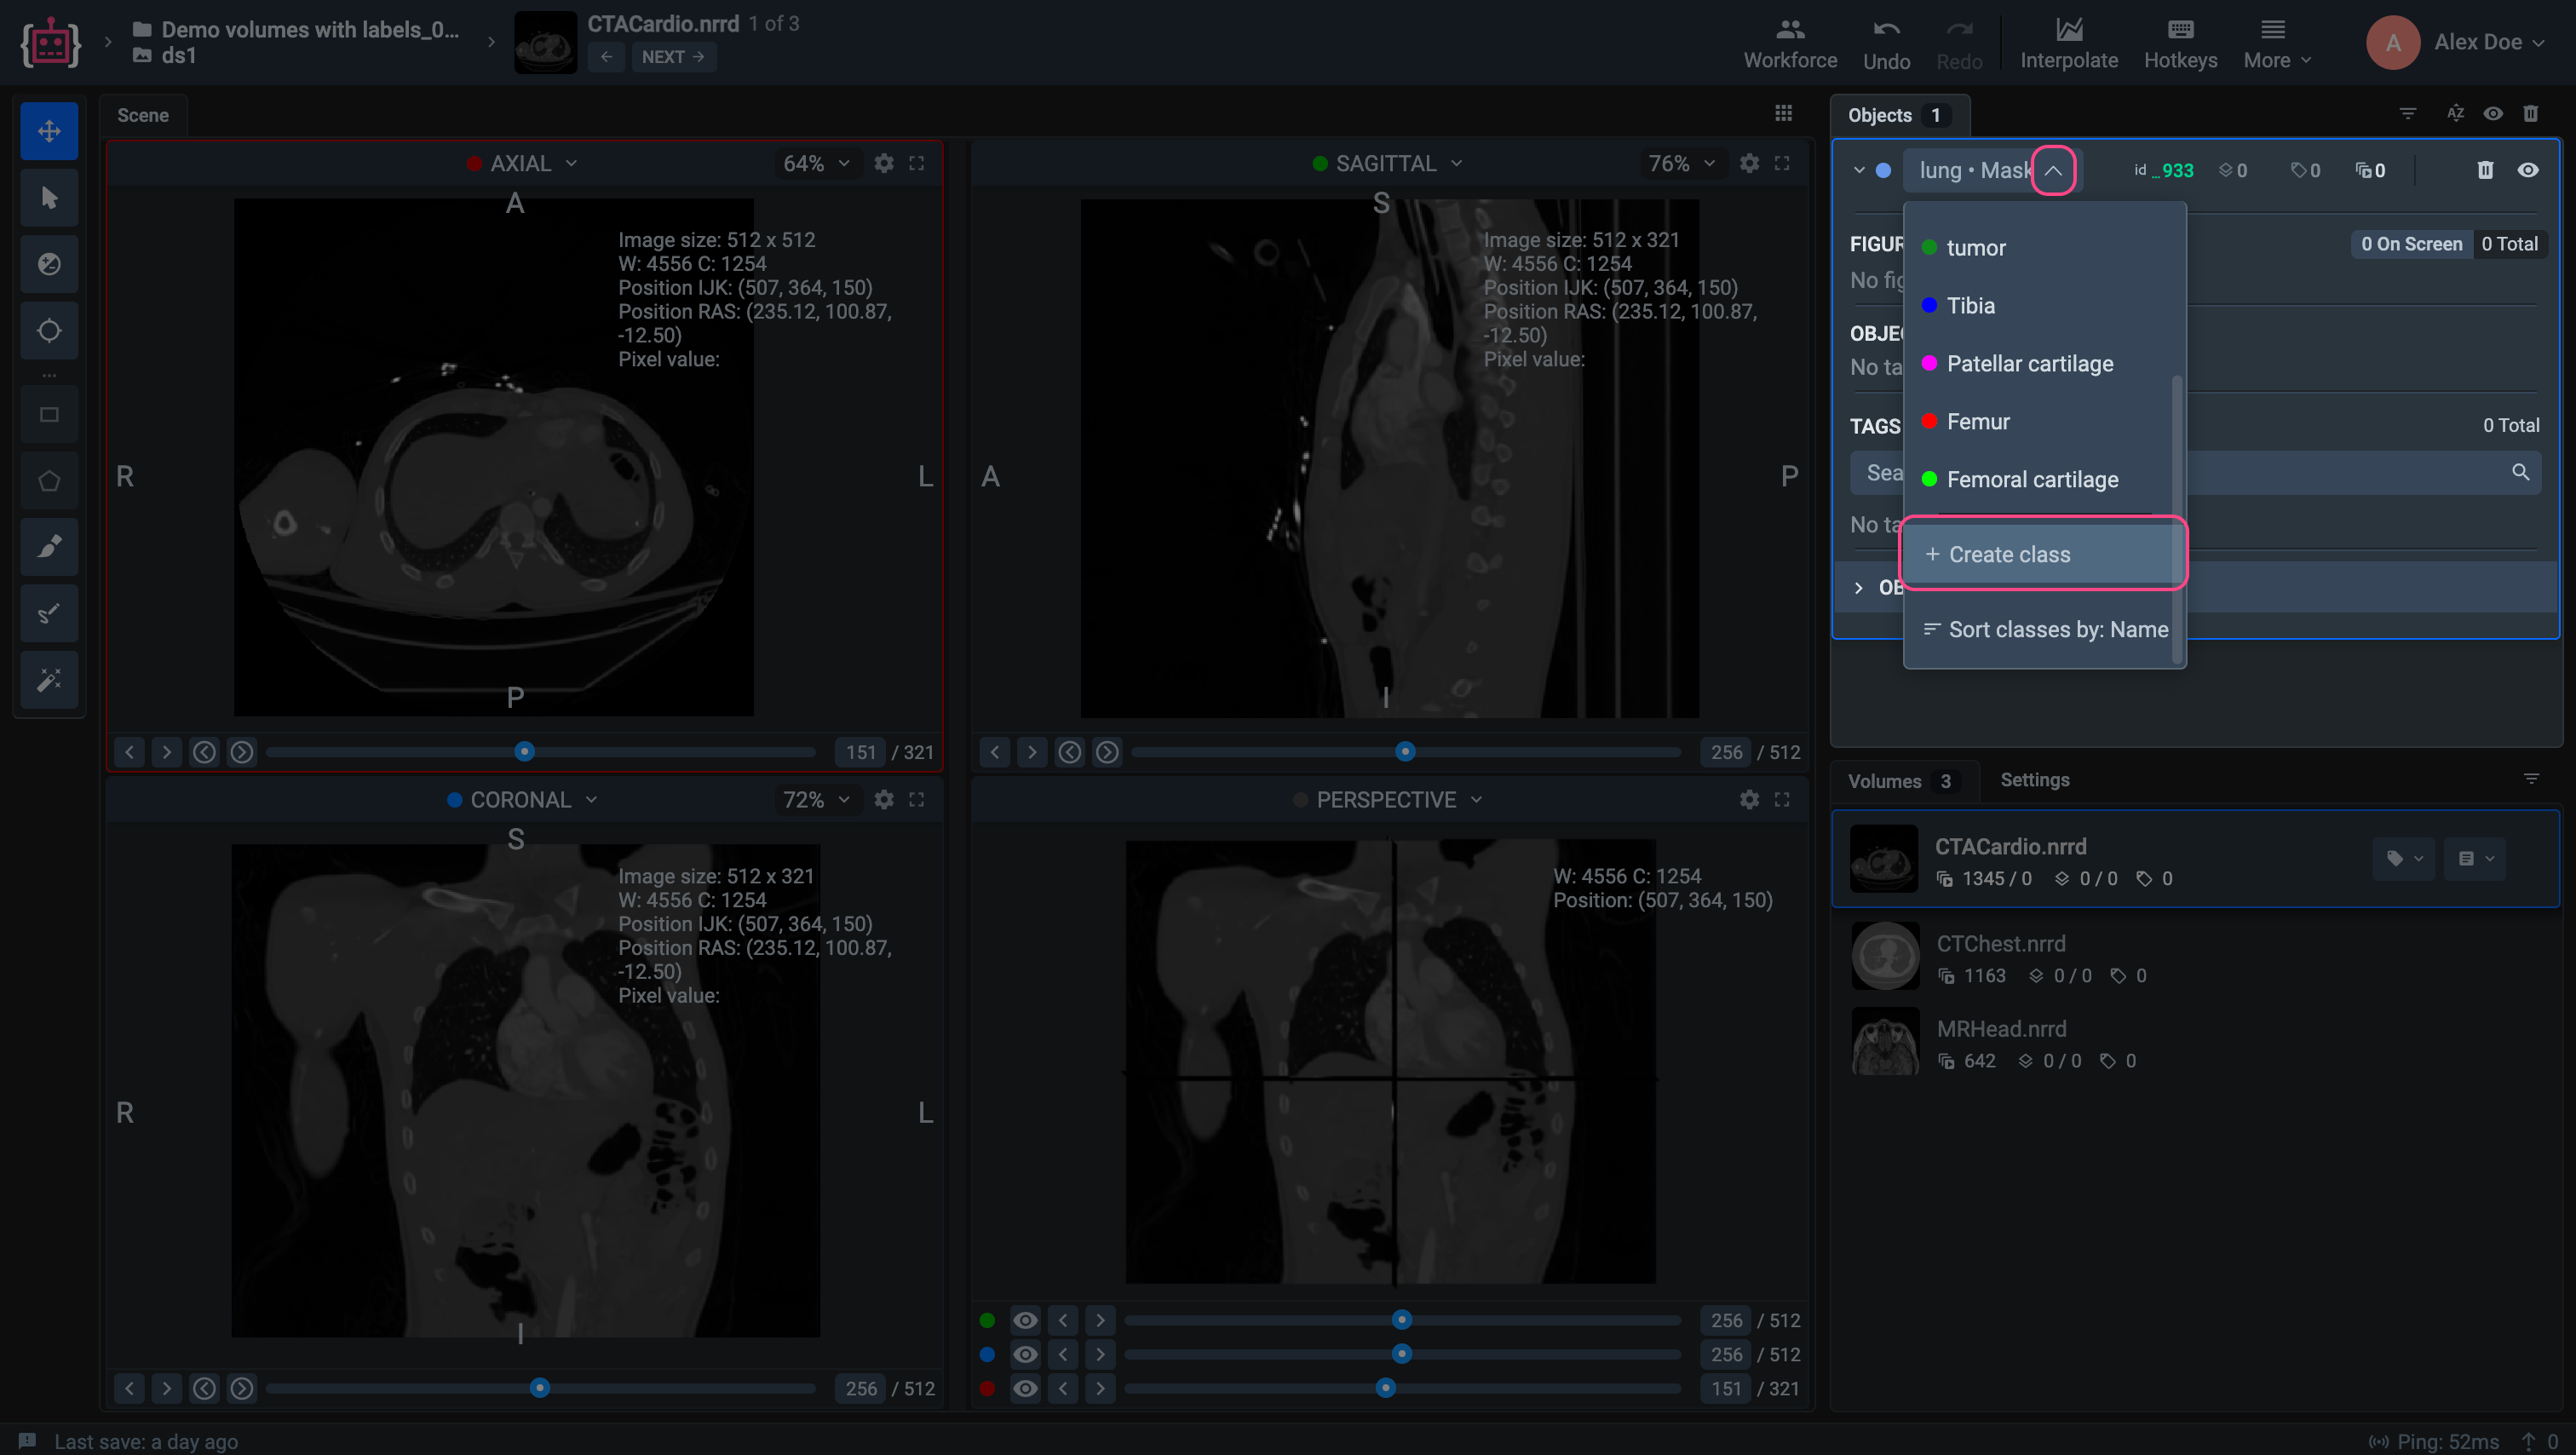 Demo volumes with labels_0...
ds1
CTACardio.nrrd 1 of 3
NEXT
Workforce
Undo
Redo
Interpolate
Hotkeys
More
A
Alex Doe
Scene
AXIAL
64%
A
Image size: 512 x 512
W: 4556 C: 1254
Position IJK: (507, 364, 150)
Position RAS: (235.12, 100.87,
-12.50)
Pixel value:
R
L
P
151 / 321
SAGITTAL
76%
S
Image size: 512 x 321
W: 4556 C: 1254
Position IJK: (507, 364, 150)
Position RAS: (235.12, 100.87,
-12.50)
Pixel value:
A
P
I
256 / 512
CORONAL
72%
S
Image size: 512 x 321
W: 4556 C: 1254
Position IJK: (507, 364, 150)
Position RAS: (235.12, 100.87,
-12.50)
Pixel value:
R
L
I
256 / 512
PERSPECTIVE
W: 4556 C: 1254
Position: (507, 364, 150)
256 / 512
256 / 512
151 / 321
Objects 1
AZ
lung • Mask
id _933
0
0
0
FIGUR
0 On Screen 0 Total
No fig
OBJE
No ta
TAGS
0 Total
Sea
No ta
OB
tumor
Tibia
Patellar cartilage
Femur
Femoral cartilage
+ Create class
Sort classes by: Name
Volumes 3
Settings
CTACardio.nrrd
1345 / 0 0 / 0 0
CTChest.nrrd
1163 0 / 0 0
MRHead.nrrd
642 0 / 0 0
Last save: a day ago
Ping: 52ms
0